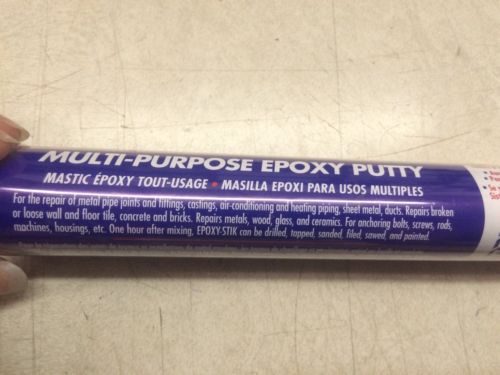 MULTI-PURPOSE EPOXY PUTTY
MASTIC ÉPOXY TOUT-USAGE • MASILLA EPOXI PARA USOS MULTIPLES
For the repair of metal pipe joints and fittings, castings, air-conditioning and heating piping, sheet metal, ducts. Repairs broken
or loose wall and floor tile, concrete and bricks. Repairs metals, wood, glass, and ceramics. For anchoring bolts, screws, rods,
machines, housings, etc. One hour after mixing, EPOXY-STIK can be drilled, tapped, sanded, filed, sawed, and painted.